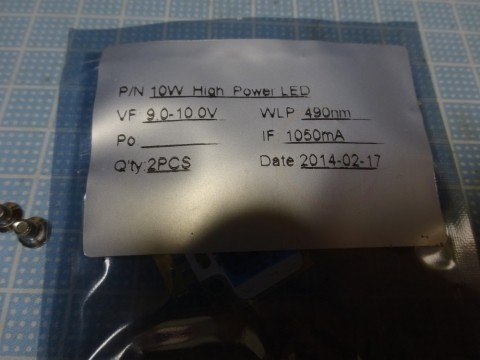 P/N 10W High Power LED
VF 9.0-10.0V WLP 490nm
Po IF 1050mA
Q'ty: 2PCS Date 2014-02-17